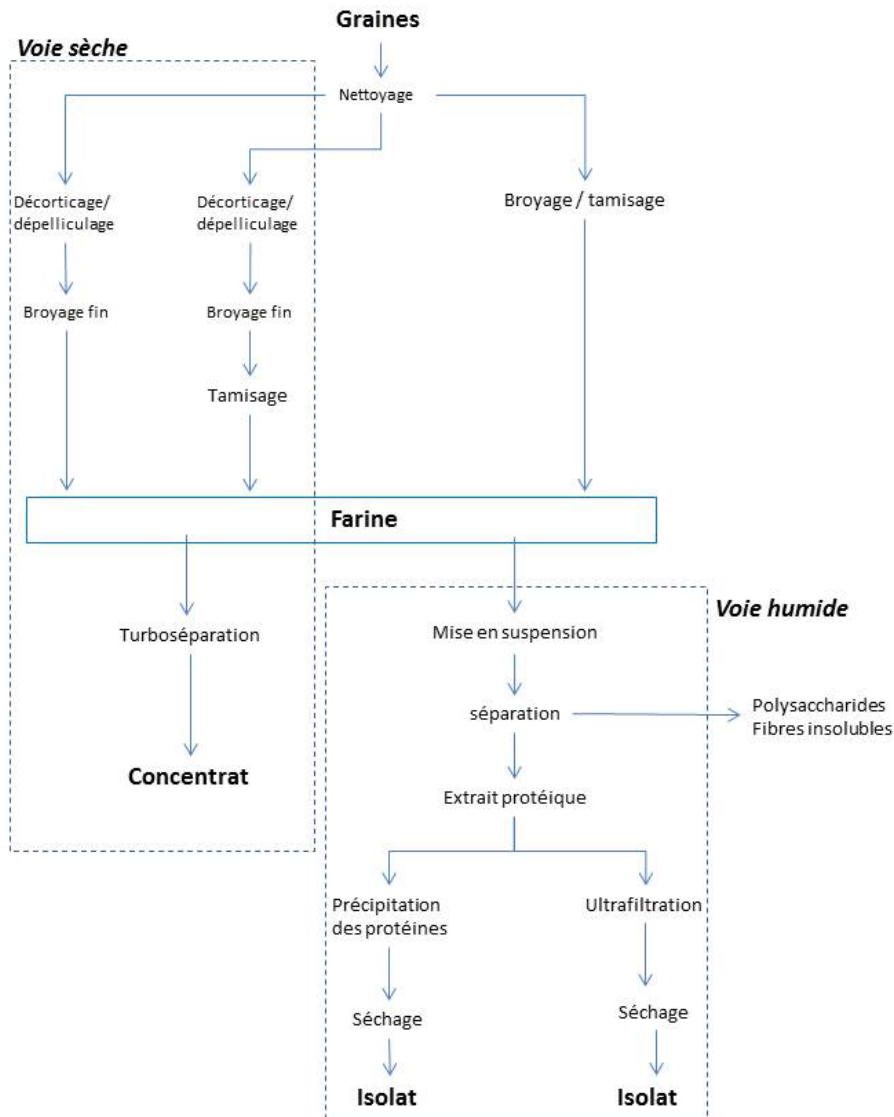 Graines
Voie sèche
Nettoyage
Décorticage/
dépelliculage
Décorticage/
dépelliculage
Broyage / tamisage
Broyage fin
Broyage fin
Tamisage
Farine
Voie humide
Turboséparation
Mise en suspension
séparation
Polysaccharides
Fibres insolubles
Concentrat
Extrait protéique
Précipitation
des protéines
Ultrafiltration
Séchage
Séchage
Isolat
Isolat